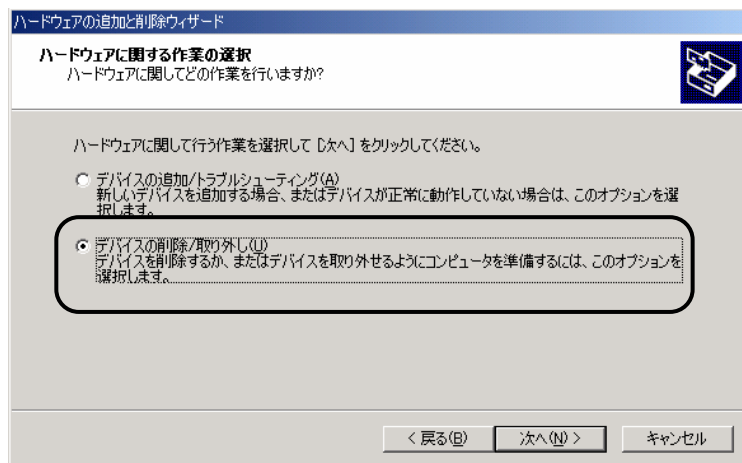 ハードウェアの追加と削除ウィザード
ハードウェアに関する作業の選択
ハードウェアに関してどの作業を行いますか?
ハードウェアに関して行う作業を選択して [次へ] をクリックしてください。
デバイスの追加/トラブルシューティング(A)
新しいデバイスを追加する場合、またはデバイスが正常に動作していない場合は、このオプションを選
択します。
デバイスの削除/取り外し(U)
デバイスを削除するか、またはデバイスを取り外せるようにコンピュータを準備するには、このオプションを
選択します。
< 戻る(B)
次へ(N) >
キャンセル